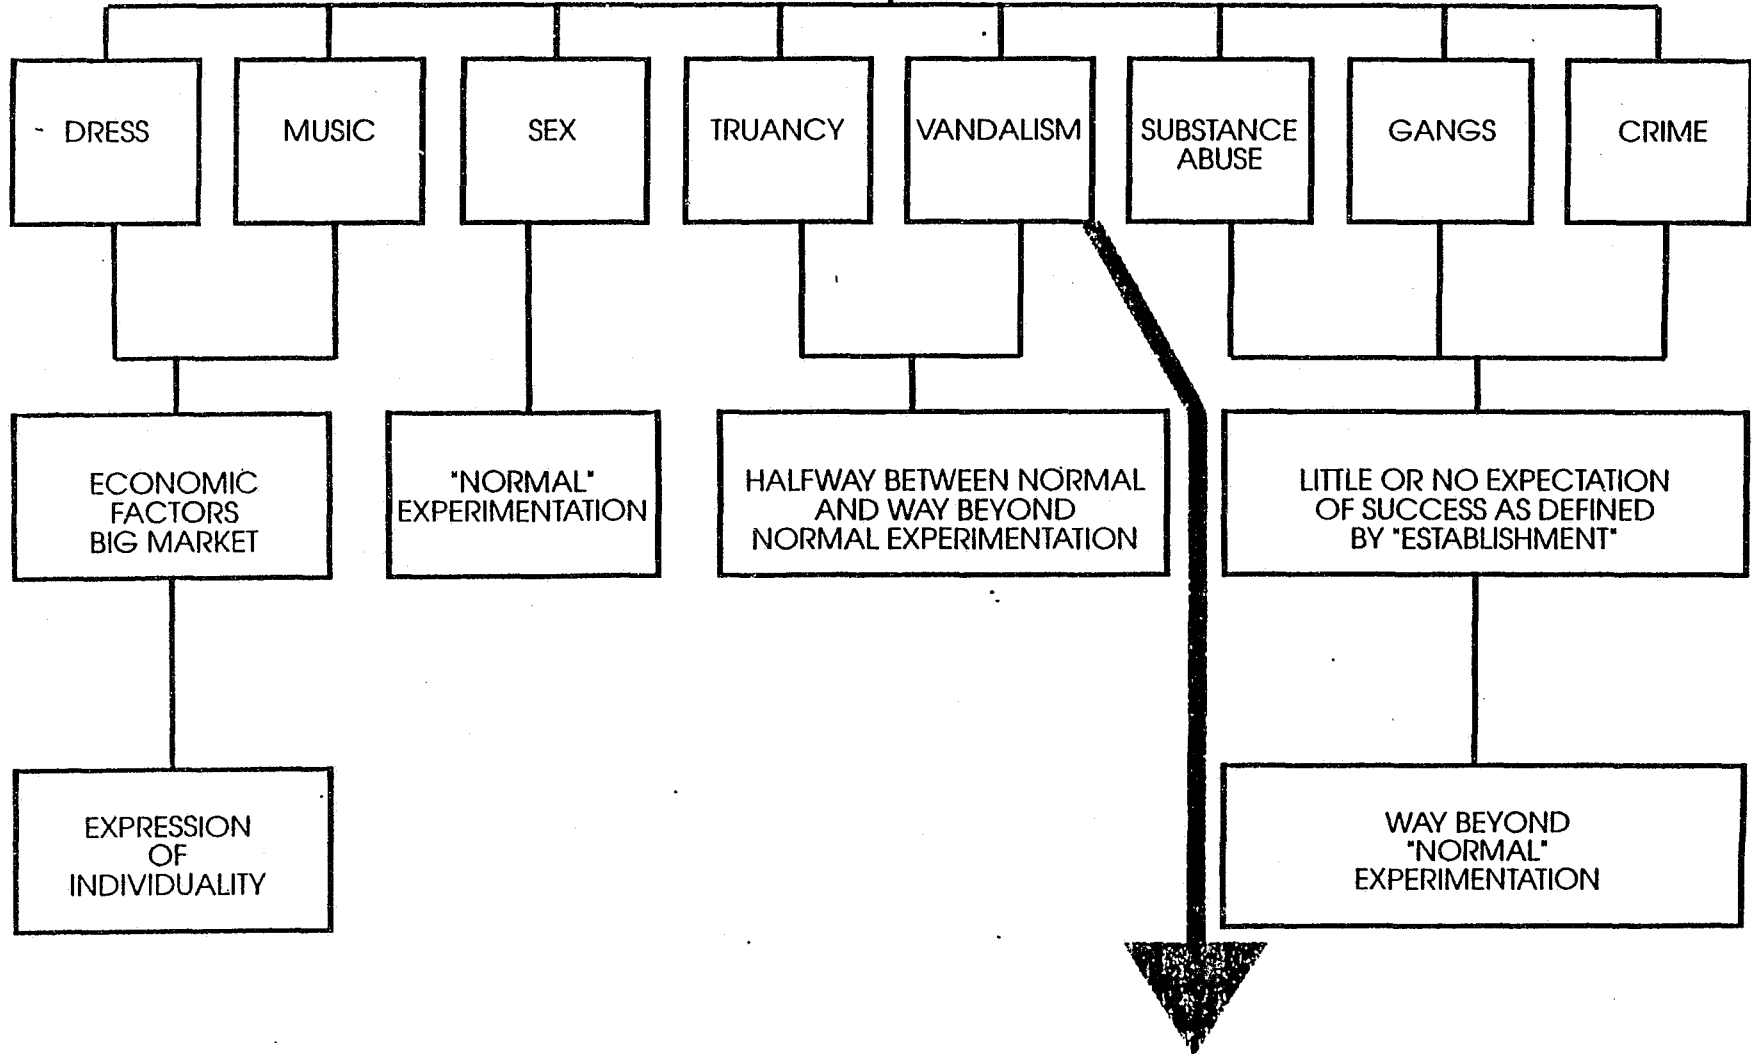 DRESS
MUSIC
SEX
TRUANCY
VANDALISM
SUBSTANCE
ABUSE
GANGS
CRIME
ECONOMIC
FACTORS
BIG MARKET
"NORMAL"
EXPERIMENTATION
HALFWAY BETWEEN NORMAL
AND WAY BEYOND
NORMAL EXPERIMENTATION
LITTLE OR NO EXPECTATION
OF SUCCESS AS DEFINED
BY "ESTABLISHMENT"
EXPRESSION
OF
INDIVIDUALITY
WAY BEYOND
"NORMAL"
EXPERIMENTATION